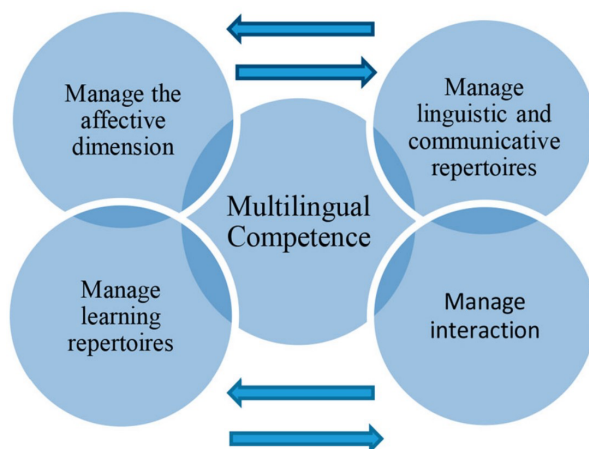 Manage the
affective
dimension
Manage
linguistic and
communicative
repertoires
Multilingual
Competence
Manage
learning
repertoires
Manage
interaction